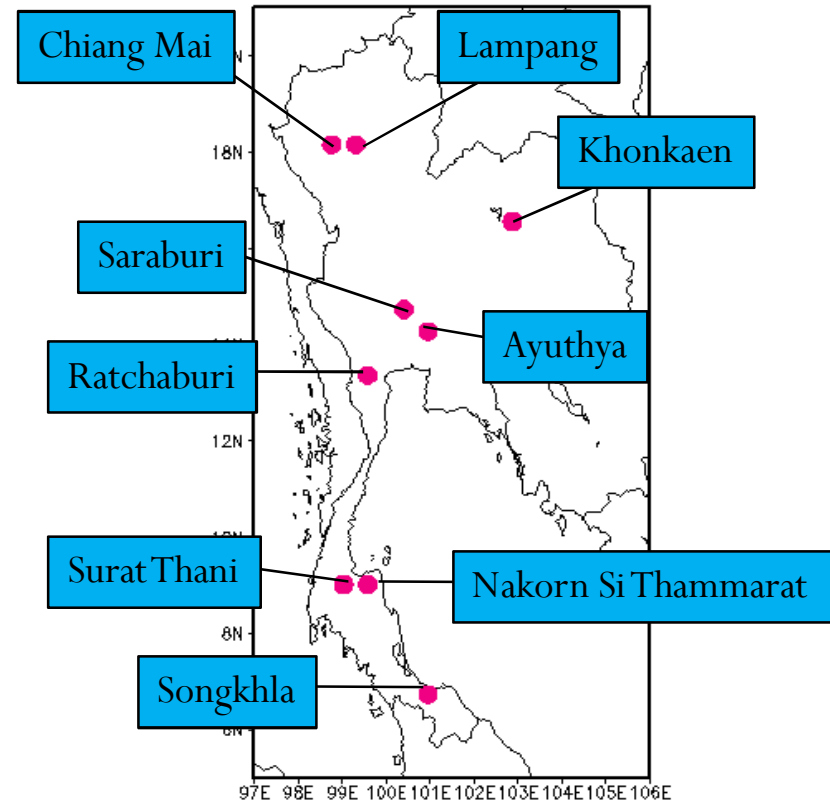 Chiang Mai
Lampang
18N
Khonkaen
Saraburi
Ayuthya
Ratchaburi
12N
Surat Thani
Nakorn Si Thammarat
8N
Songkhla
97E 98E 99E 100E 101E 102E 103E 104E 105E 106E